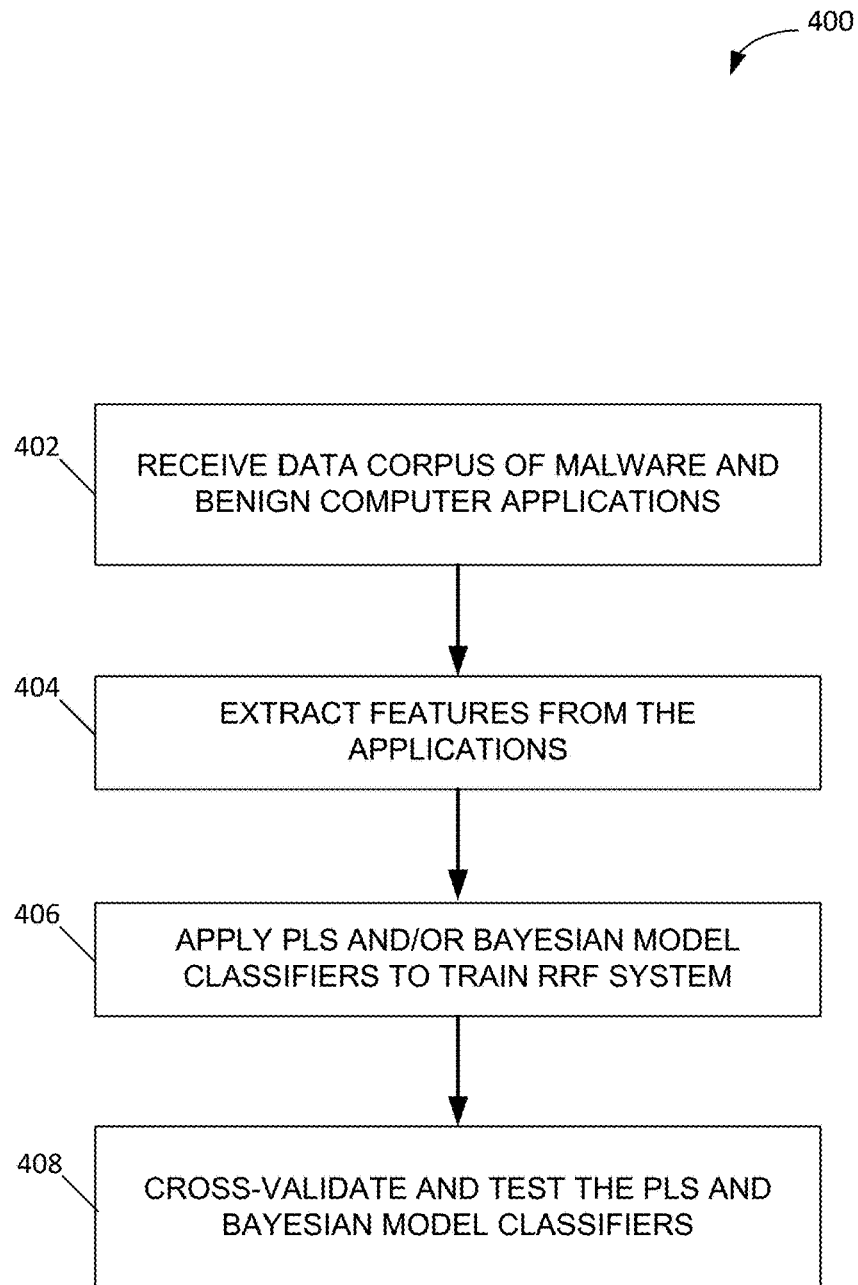 400
402
RECEIVE DATA CORPUS OF MALWARE AND
BENIGN COMPUTER APPLICATIONS
404
EXTRACT FEATURES FROM THE
APPLICATIONS
406
APPLY PLS AND/OR BAYESIAN MODEL
CLASSIFIERS TO TRAIN RRF SYSTEM
408
CROSS-VALIDATE AND TEST THE PLS AND
BAYESIAN MODEL CLASSIFIERS